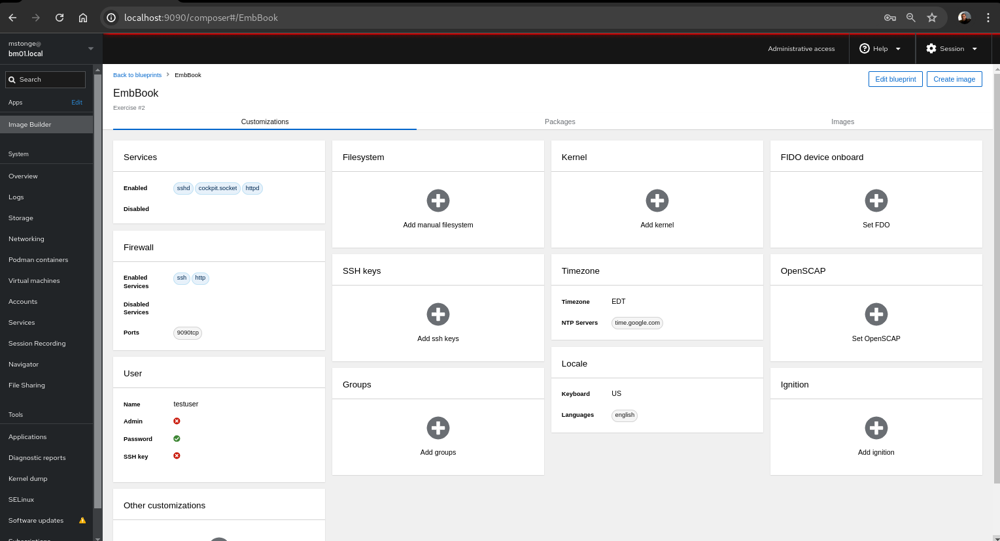 localhost:9090/composer#/EmbBook
mstonge@
bm01.local
Administrative access
Help
Session
Search
Apps
Edit
Image Builder
System
Overview
Logs
Storage
Networking
Podman containers
Virtual machines
Accounts
Services
Session Recording
Navigator
File Sharing
Tools
Applications
Diagnostic reports
Kernel dump
SELinux
Software updates
Subscriptions
Back to blueprints > EmbBook
Edit blueprint
Create image
EmbBook
Exercise #2
Customizations
Packages
Images
Services
Enabled sshd cockpit.socket httpd
Disabled
Firewall
Enabled
Services
ssh http
Disabled
Services
Ports 9090tcp
User
Name testuser
Admin
Password
SSH key
Other customizations
Filesystem
Add manual filesystem
SSH keys
Add ssh keys
Groups
Add groups
Kernel
Add kernel
Timezone
Timezone EDT
NTP Servers time.google.com
Locale
Keyboard US
Languages english
FIDO device onboard
Set FDO
OpenSCAP
Set OpenSCAP
Ignition
Add ignition